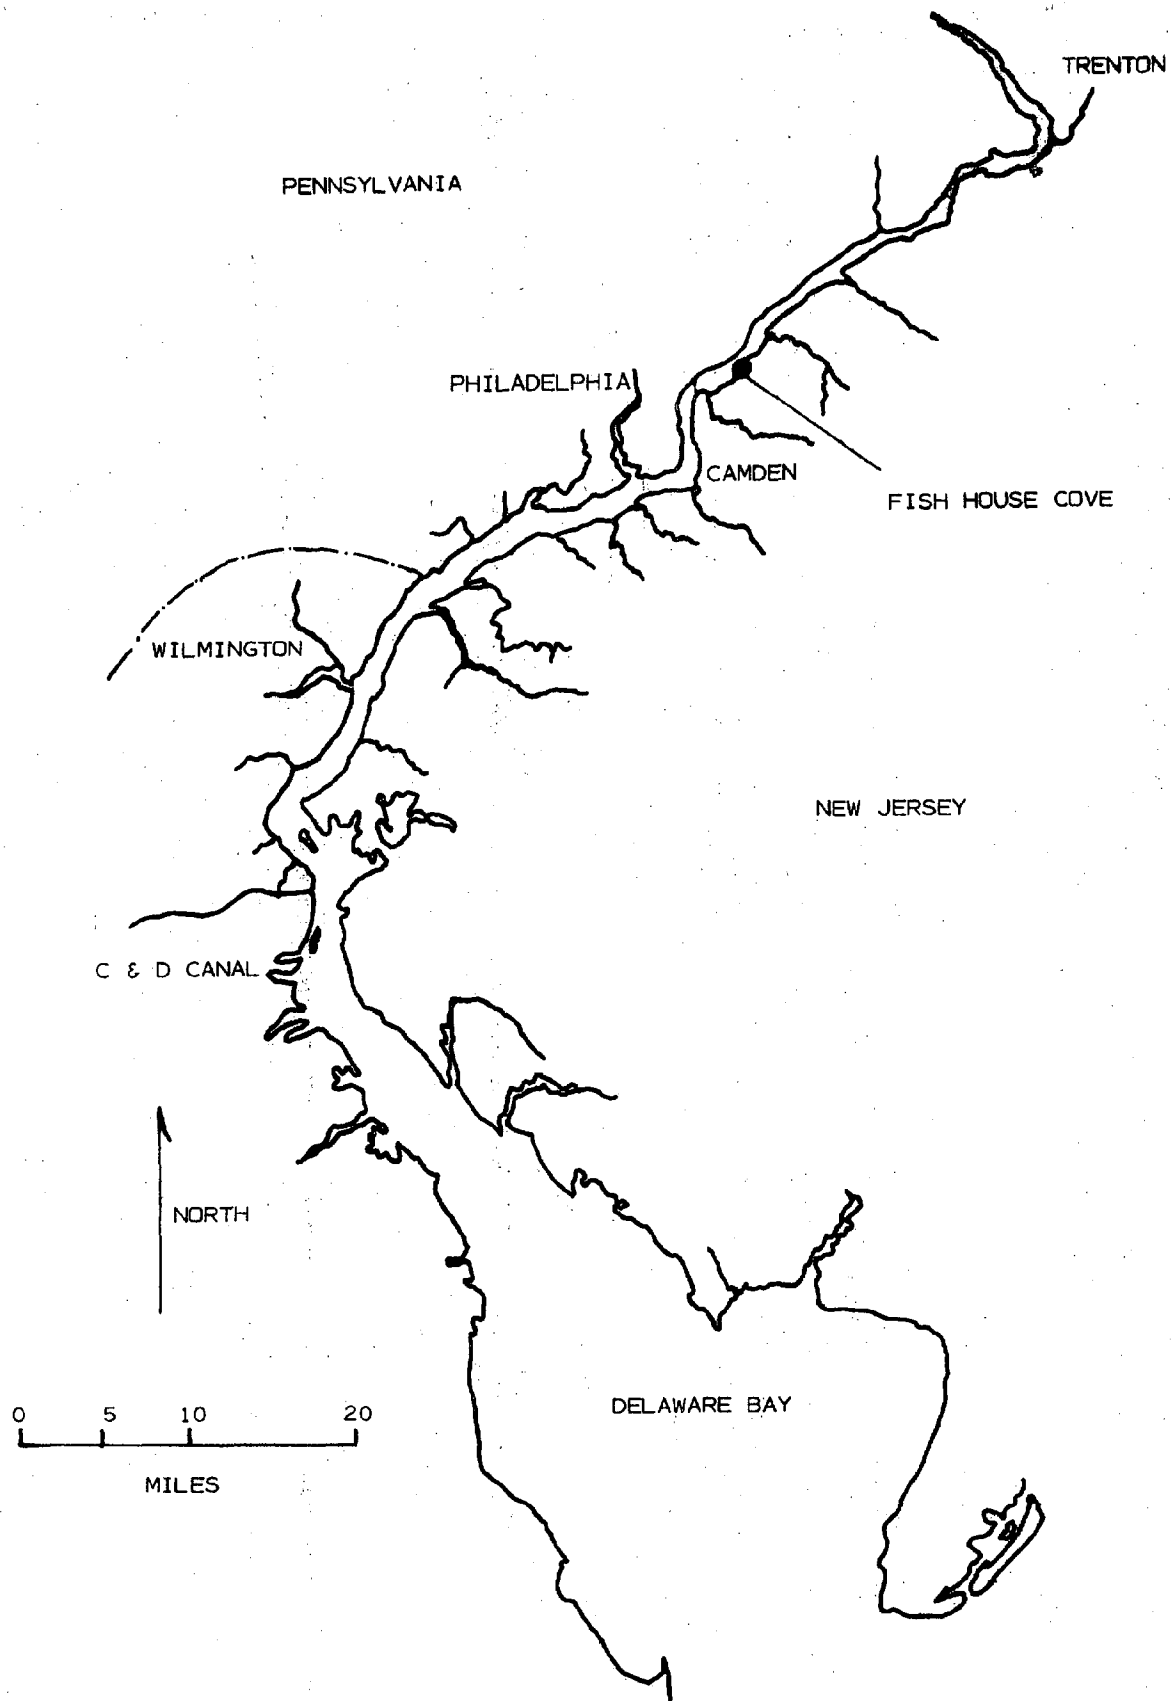 TRENTON
PENNSYLVANIA
PHILADELPHIA
CAMDEN
FISH HOUSE COVE
WILMINGTON
NEW JERSEY
C & D CANAL
NORTH
DELAWARE BAY
0 5 10 20
MILES